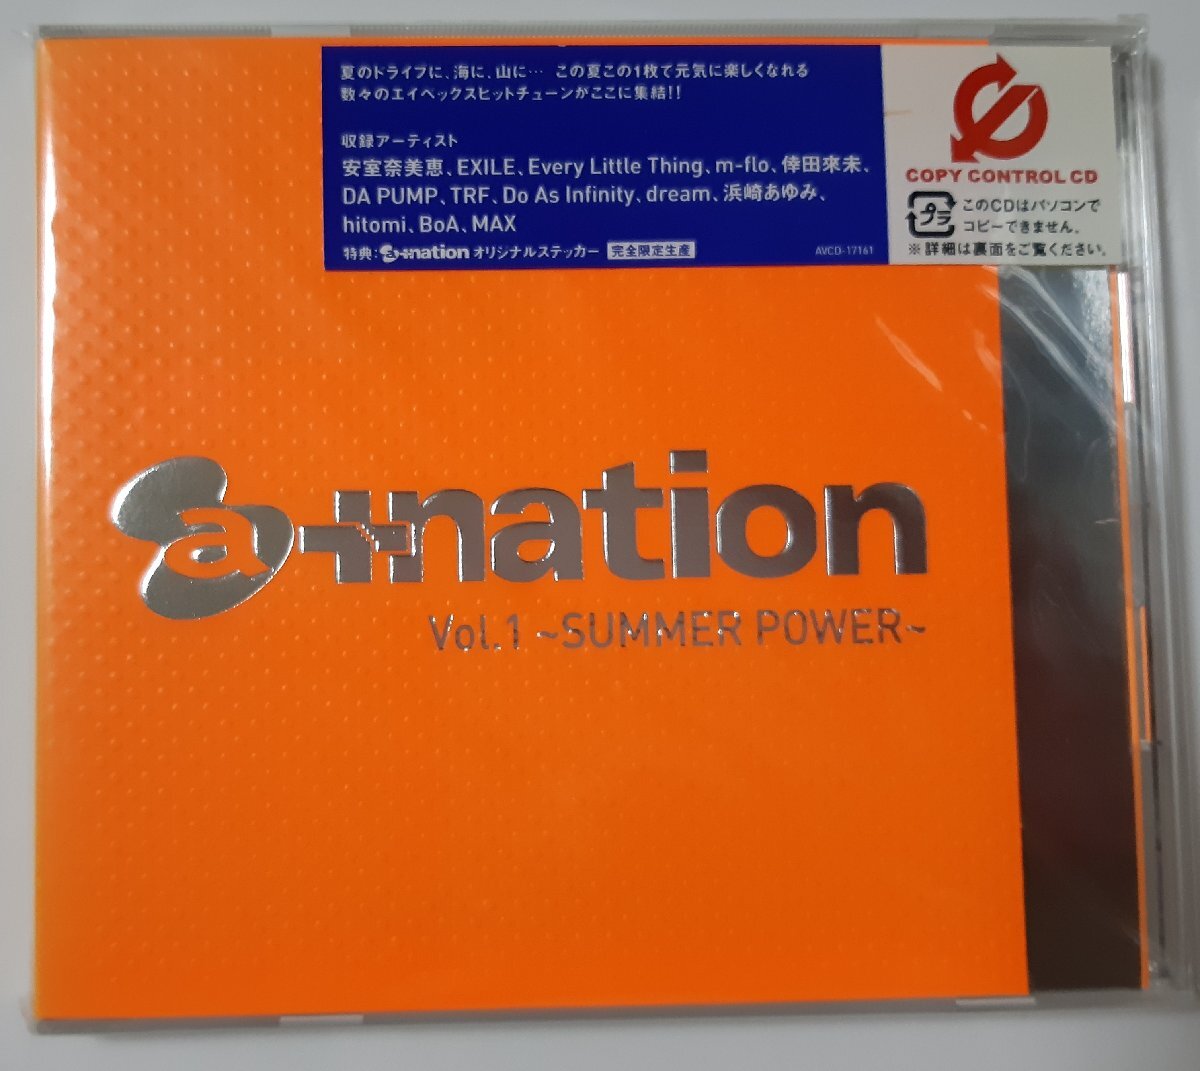 夏のドライブに、海に、山に… この夏この1枚で元気に楽しくなれる
数々のエイベックスヒットチューンがここに集結!!
収録アーティスト
安室奈美恵、EXILE、Every Little Thing、m-flo、倖田來未、
DA PUMP、TRF、Do As Infinity、dream、浜崎あゆみ、
hitomi、BoA、MAX
特典：a-nation オリジナルステッカー 完全限定生産
AVCD-17161
COPY CONTROL CD
プラ
このCDはパソコンで
コピーできません。
※詳細は裏面をご覧ください。
a-nation
Vol.1 ~SUMMER POWER~